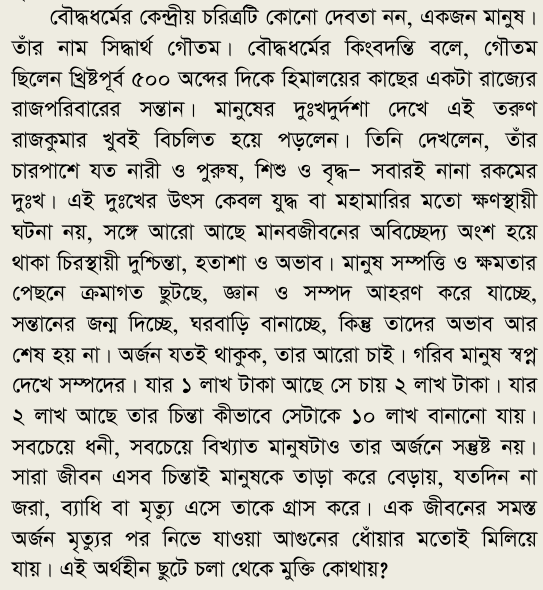 বৌদ্ধধর্মের কেন্দ্রীয় চরিত্রটি কোনো দেবতা নন, একজন মানুষ।
তাঁর নাম সিদ্ধার্থ গৌতম। বৌদ্ধধর্মের কিংবদন্তি বলে, গৌতম
ছিলেন খ্রিষ্টপূর্ব ৫০০ অব্দের দিকে হিমালয়ের কাছের একটা রাজ্যের
রাজপরিবারের সন্তান। মানুষের দুঃখদুর্দশা দেখে এই তরুণ
রাজকুমার খুবই বিচলিত হয়ে পড়লেন। তিনি দেখলেন, তাঁর
চারপাশে যত নারী ও পুরুষ, শিশু ও বৃদ্ধ– সবারই নানা রকমের
দুঃখ। এই দুঃখের উৎস কেবল যুদ্ধ বা মহামারির মতো ক্ষণস্থায়ী
ঘটনা নয়, সঙ্গে আরো আছে মানবজীবনের অবিচ্ছেদ্য অংশ হয়ে
থাকা চিরস্থায়ী দুশ্চিন্তা, হতাশা ও অভাব। মানুষ সম্পত্তি ও ক্ষমতার
পেছনে ক্রমাগত ছুটছে, জ্ঞান ও সম্পদ আহরণ করে যাচ্ছে,
সন্তানের জন্ম দিচ্ছে, ঘরবাড়ি বানাচ্ছে, কিন্তু তাদের অভাব আর
শেষ হয় না। অর্জন যতই থাকুক, তার আরো চাই। গরিব মানুষ স্বপ্ন
দেখে সম্পদের। যার ১ লাখ টাকা আছে সে চায় ২ লাখ টাকা। যার
২ লাখ আছে তার চিন্তা কীভাবে সেটাকে ১০ লাখ বানানো যায়।
সবচেয়ে ধনী, সবচেয়ে বিখ্যাত মানুষটাও তার অর্জনে সন্তুষ্ট নয়।
সারা জীবন এসব চিন্তাই মানুষকে তাড়া করে বেড়ায়, যতদিন না
জরা, ব্যাধি বা মৃত্যু এসে তাকে গ্রাস করে। এক জীবনের সমস্ত
অর্জন মৃত্যুর পর নিভে যাওয়া আগুনের ধোঁয়ার মতোই মিলিয়ে
যায়। এই অর্থহীন ছুটে চলা থেকে মুক্তি কোথায়?